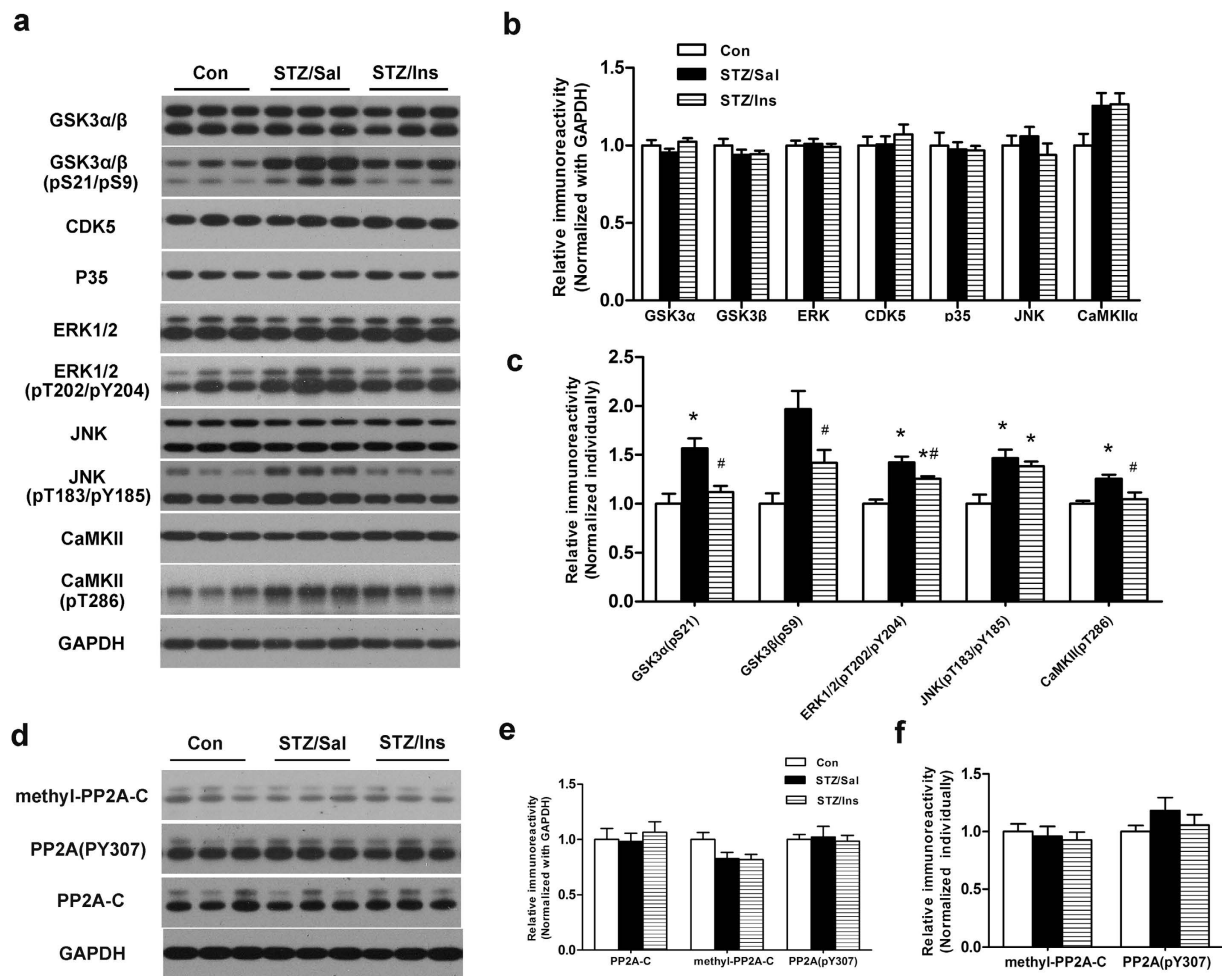 a
Con STZ/Sal STZ/Ins
GSK3α/β
GSK3α/β
(pS21/pS9)
CDK5
P35
ERK1/2
ERK1/2
(pT202/pY204)
JNK
JNK
(pT183/pY185)
CaMKII
CaMKII
(pT286)
GAPDH
b
Con
STZ/Sal
STZ/Ins
Relative immunoreactivity
(Normalized with GAPDH)
1.5
1.0
0.5
0.0
GSK3α GSK3β ERK CDK5 p35 JNK CaMKIIα
c
Relative immunoreactivity
(Normalized individually)
2.5
2.0
1.5
1.0
0.5
0.0
* # # * *# * * * #
GSK3α(pS21)
GSK3β(pS9)
ERK1/2(pT202/pY204)
JNK(pT183/pY185)
CaMKII(pT286)
d
Con STZ/Sal STZ/Ins
methyl-PP2A-C
PP2A(PY307)
PP2A-C
GAPDH
e
Con
STZ/Sal
STZ/Ins
Relative immunoreactivity
(Normalized with GAPDH)
1.5
1.0
0.5
0.0
PP2A-C methyl-PP2A-C PP2A(pY307)
f
Relative immunoreactivity
(Normalized individually)
1.5
1.0
0.5
0.0
methyl-PP2A-C PP2A(pY307)